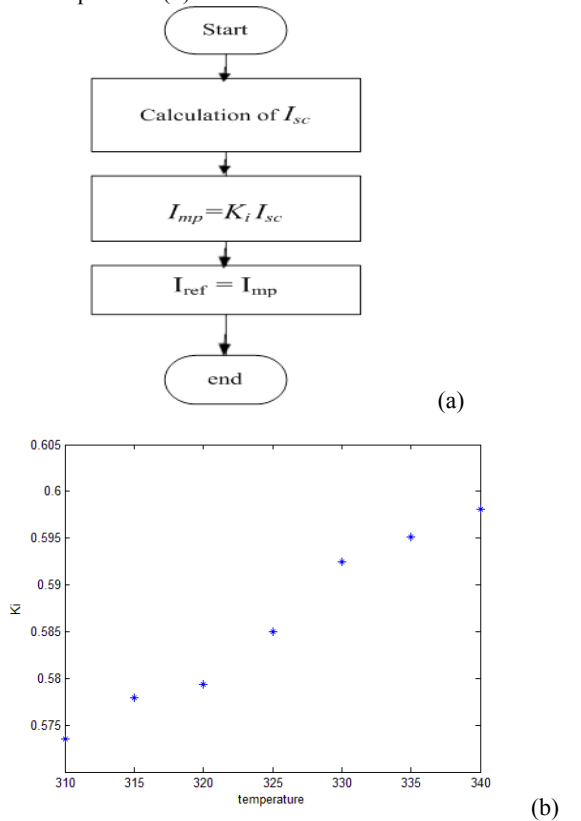 Start
Calculation of I_sc
I_mp=K_i I_sc
I_ref = I_mp
end
(a)
0.605
0.6
0.595
0.59
0.585
0.58
0.575
Ki
310 315 320 325 330 335 340
temperature
(b)